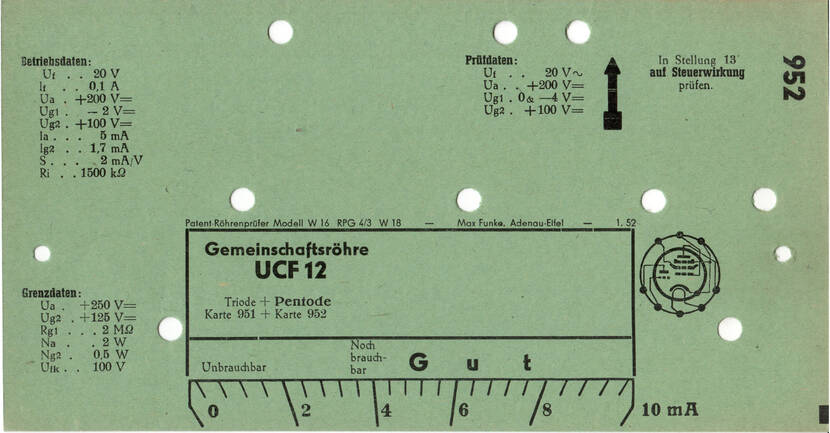 Betriebsdaten:
Uf . . 20 V
If . . 0,1 A
Ua . +200 V=
Ug1 . – 2 V=
Ug2 . +100 V=
Ia . . . 5 mA
Ig2 . . 1,7 mA
S . . . 2 mA/V
Ri . . 1500 kΩ
Prüfdaten:
Uf . . 20 V~
Ua . . +200 V=
Ug1 . 0 & –4 V=
Ug2 . +100 V=
In Stellung 13
auf Steuerwirkung
prüfen.
952
Patent-Röhrenprüfer Modell W 16 RPG 4/3 W 18 — Max Funke, Adenau-Eifel — 1. 52
Gemeinschaftsröhre
UCF 12
Triode + Pentode
Karte 951 + Karte 952
Grenzdaten:
Ua . +250 V=
Ug2 . +125 V=
Rg1 . . . 2 MΩ
Na . . 2 W
Ng2 . 0,5 W
Ufk . . 100 V
Unbrauchbar
Noch
brauch-
bar
Gut
0 2 4 6 8 10 mA